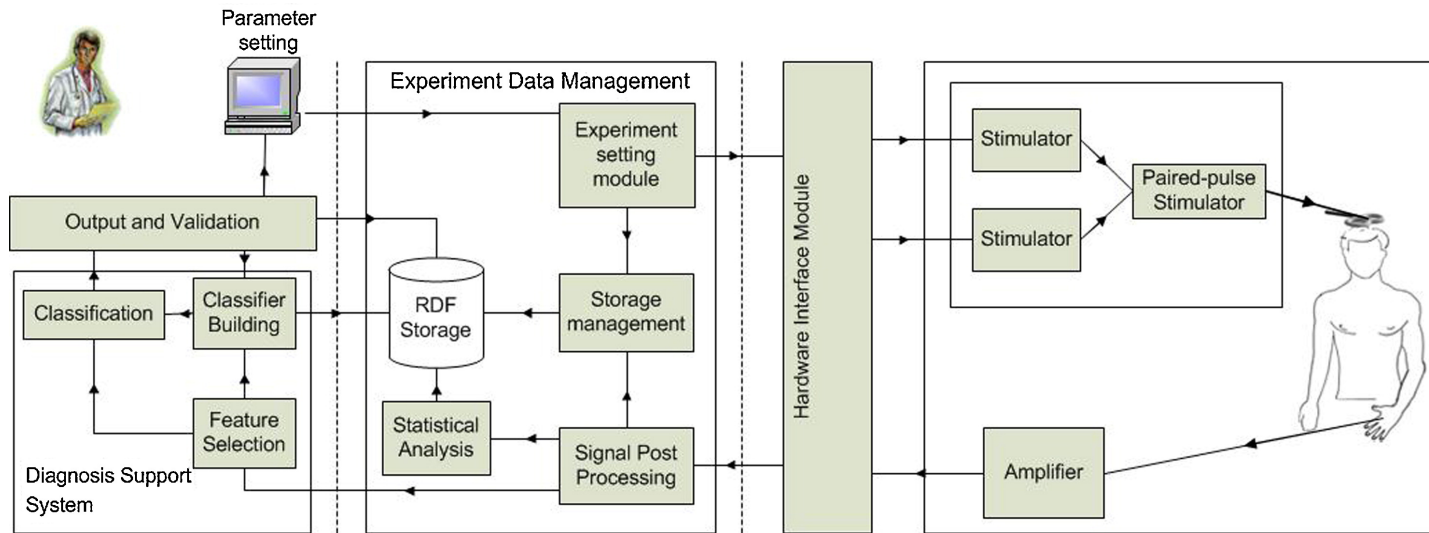 Parameter
setting
Experiment Data Management
Experiment
setting
module
Hardware Interface Module
Stimulator
Paired-pulse
Stimulator
Stimulator
Output and Validation
Classification
Classifier
Building
RDF
Storage
Storage
management
Feature
Selection
Statistical
Analysis
Signal Post
Processing
Amplifier
Diagnosis Support
System